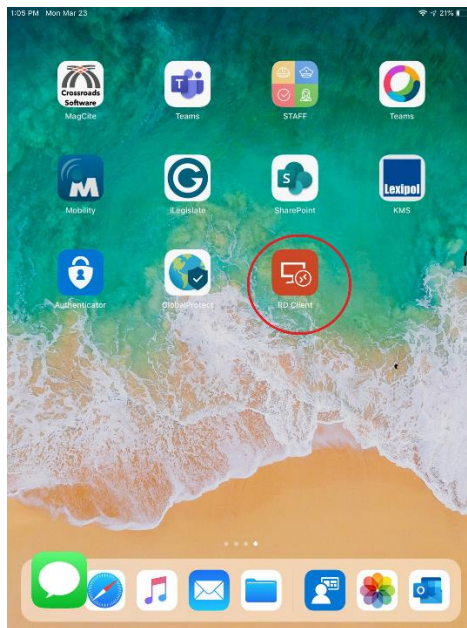 1:05 PM Mon Mar 23
21%
Crossroads
Software
MagCite
Teams
STAFF
Teams
Lexipol
Mobility
iLegislate
SharePoint
KMS
Authenticator
GlobalProtect
RD Client